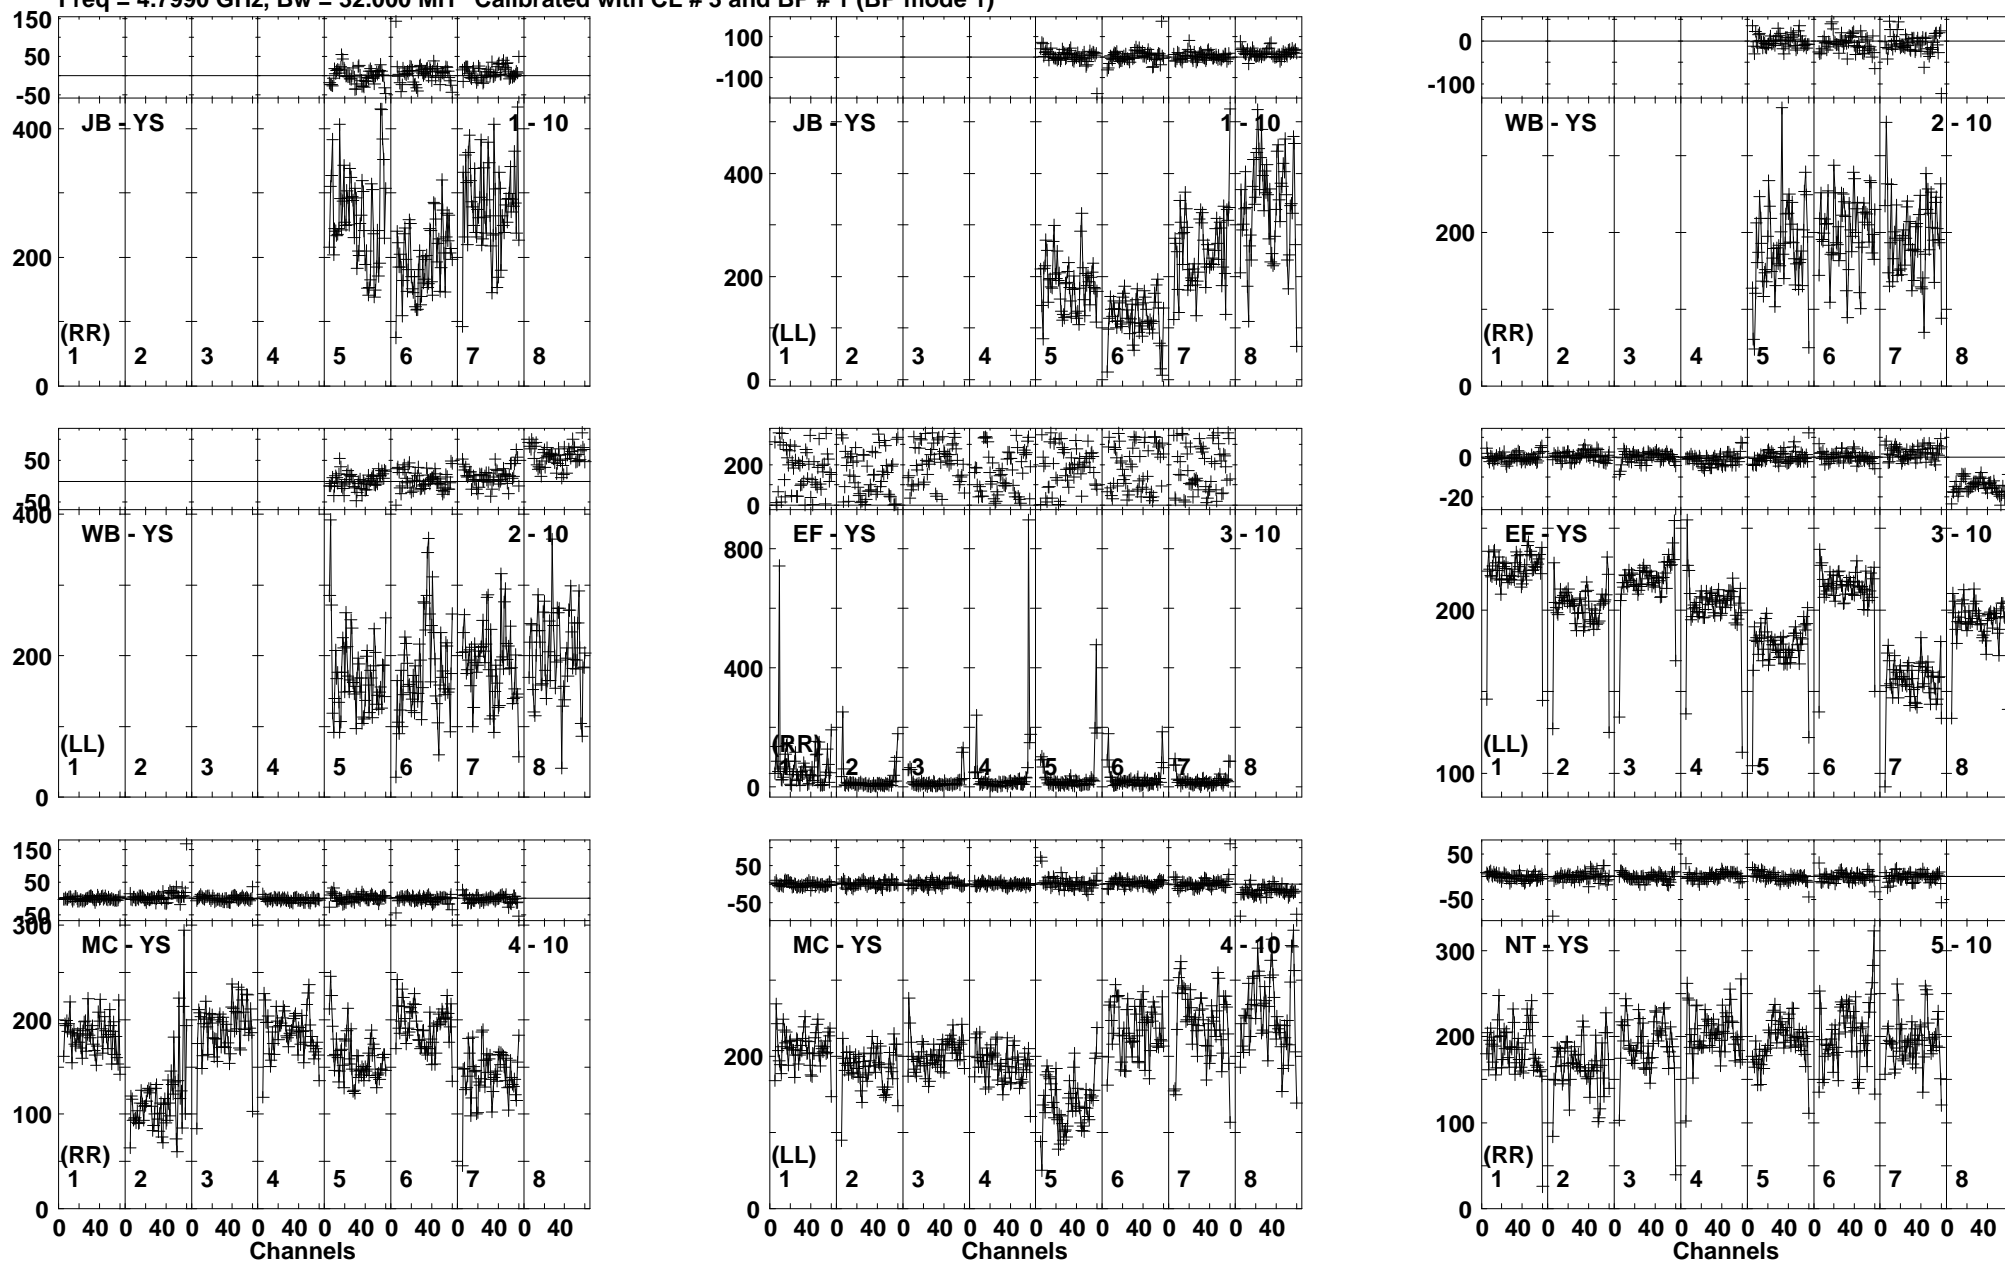 Freq = 4.7990 GHz, Bw = 32.000 MH Calibrated with CL # 3 and BP # 1 (BP mode 1)
150 50 -50
100 -100
0 -100
JB - YS 1 - 10
JB - YS 1 - 10
WB - YS 2 - 10
400 200 0
400 200 0
200 0
(RR)
1 2 3 4 5 6 7 8
(LL)
1 2 3 4 5 6 7 8
(RR)
1 2 3 4 5 6 7 8
50 -50
200 0
0 -20
WB - YS 2 - 10
EF - YS 3 - 10
EF - YS 3 - 10
400 200 0
800 400 0
200 100
(LL)
1 2 3 4 5 6 7 8
(RR)
1 2 3 4 5 6 7 8
(LL)
1 2 3 4 5 6 7 8
150 50 -50
50 -50
50 -50
MC - YS 4 - 10
MC - YS 4 - 10
NT - YS 5 - 10
300 200 100 0
200 0
300 200 100 0
(RR)
1 2 3 4 5 6 7 8
(LL)
1 2 3 4 5 6 7 8
(RR)
1 2 3 4 5 6 7 8
0 40 0 40 0 40 0 40 0 40 0 40 0 40 0 40
0 40 0 40 0 40 0 40 0 40 0 40 0 40 0 40
0 40 0 40 0 40 0 40 0 40 0 40 0 40 0 40
Channels
Channels
Channels